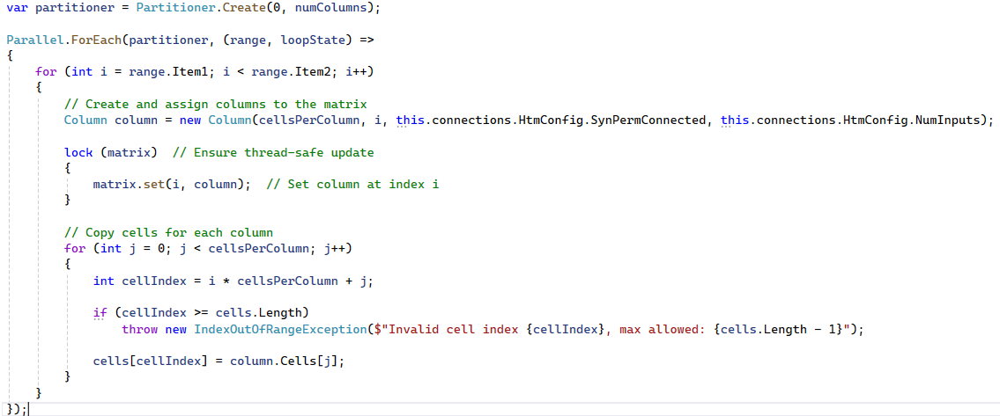 var partitioner = Partitioner.Create(0, numColumns);
Parallel.ForEach(partitioner, (range, loopState) =>
{
for (int i = range.Item1; i < range.Item2; i++)
{
// Create and assign columns to the matrix
Column column = new Column(cellsPerColumn, i, this.connections.HtmConfig.SynPermConnected, this.connections.HtmConfig.NumInputs);
lock (matrix)  // Ensure thread-safe update
{
matrix.set(i, column);  // Set column at index i
}
// Copy cells for each column
for (int j = 0; j < cellsPerColumn; j++)
{
int cellIndex = i * cellsPerColumn + j;
if (cellIndex >= cells.Length)
throw new IndexOutOfRangeException($"Invalid cell index {cellIndex}, max allowed: {cells.Length - 1}");
cells[cellIndex] = column.Cells[j];
}
}
});